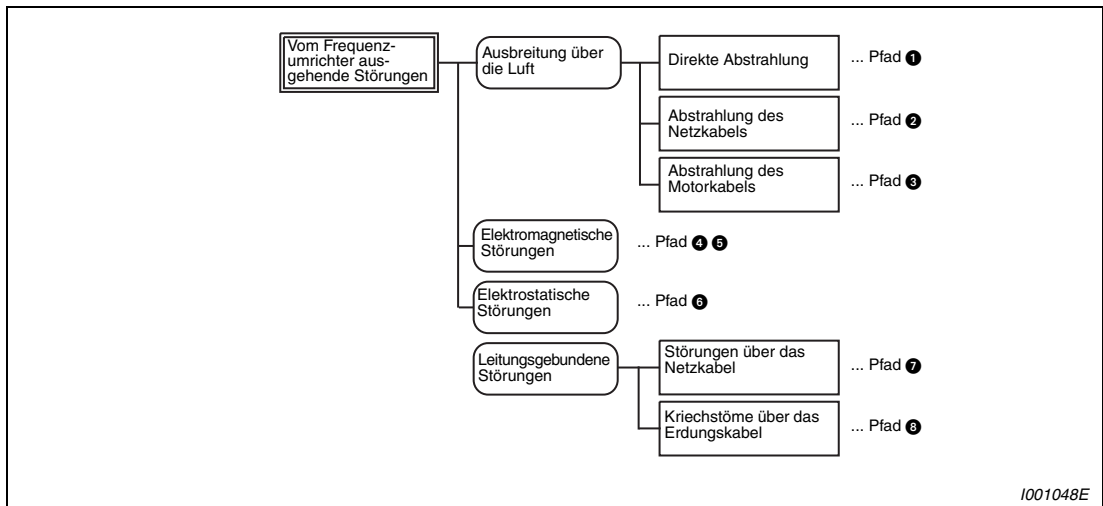 Vom Frequenz-
umrichter aus-
gehende Störungen
Ausbreitung über
die Luft
Direkte Abstrahlung
... Pfad ❶
Abstrahlung des
Netzkabels
... Pfad ❷
Abstrahlung des
Motorkabels
... Pfad ❸
Elektromagnetische
Störungen
... Pfad ❹ ❺
Elektrostatische
Störungen
... Pfad ❻
Leitungsgebundene
Störungen
Störungen über das
Netzkabel
... Pfad ❼
Kriechstöme über das
Erdungskabel
... Pfad ❽
I001048E